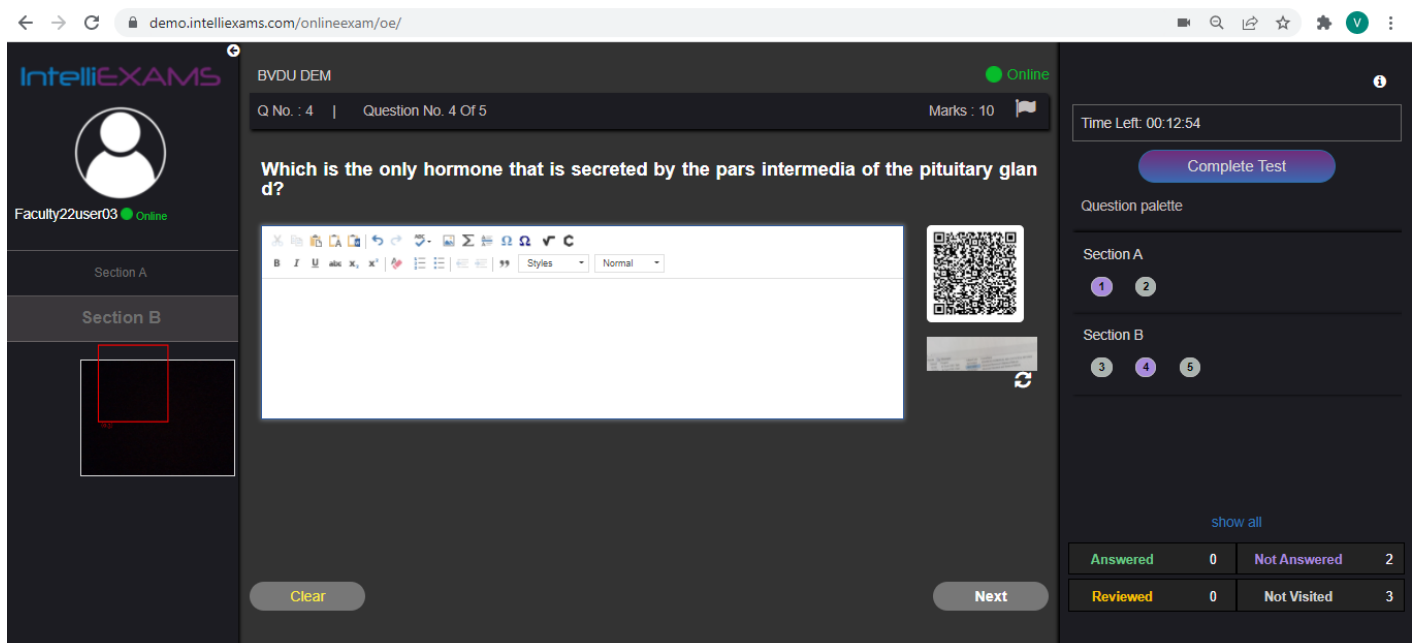 demo.intelliexams.com/onlineexam/oe/
V
IntelliEXAMS
Faculty22user03 Online
Section A
Section B
BVDU DEM
Online
Q No. : 4 | Question No. 4 Of 5
Marks : 10
Which is the only hormone that is secreted by the pars intermedia of the pituitary glan
d?
Ω Ω √ C
B I U abc x, x² Styles Normal
Clear
Next
Time Left: 00:12:54
Complete Test
Question palette
Section A
1 2
Section B
3 4 5
show all
Answered 0 Not Answered 2
Reviewed 0 Not Visited 3